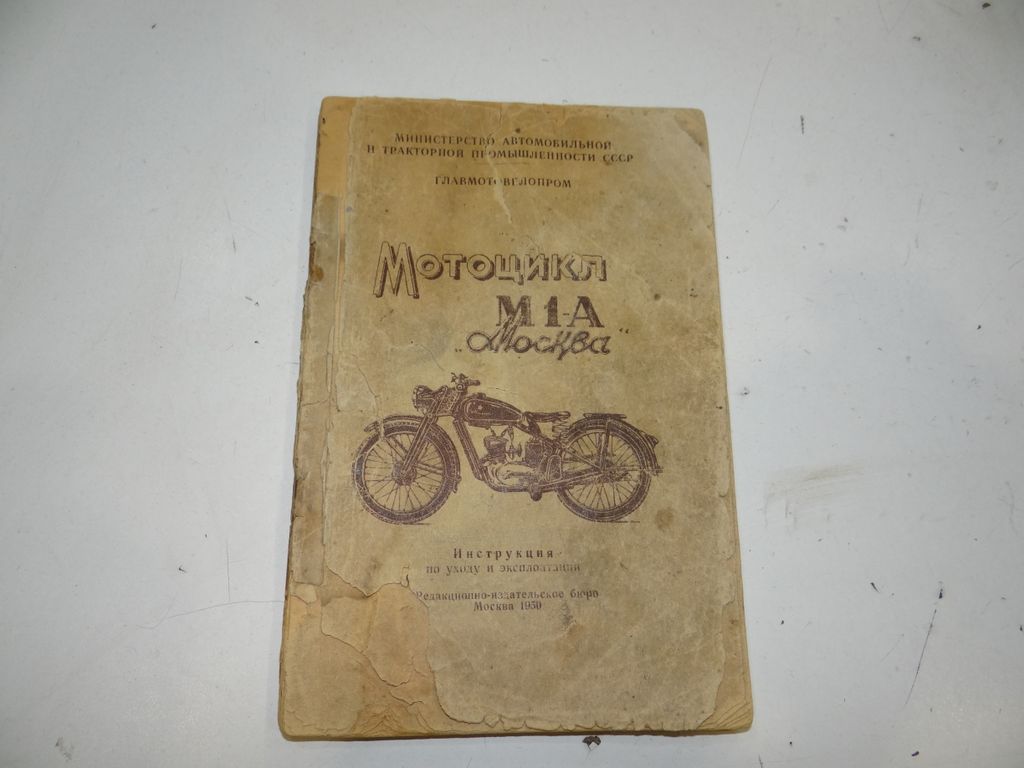 МИНИСТЕРСТВО АВТОМОБИЛЬНОЙ
И ТРАКТОРНОЙ ПРОМЫШЛЕННОСТИ СССР
ГЛАВМОТОВЕЛОПРОМ
Мотоцикл
М1-А
„Москва“
Инструкция
по уходу и эксплоатации
Редакционно-издательское бюро
Москва 1950